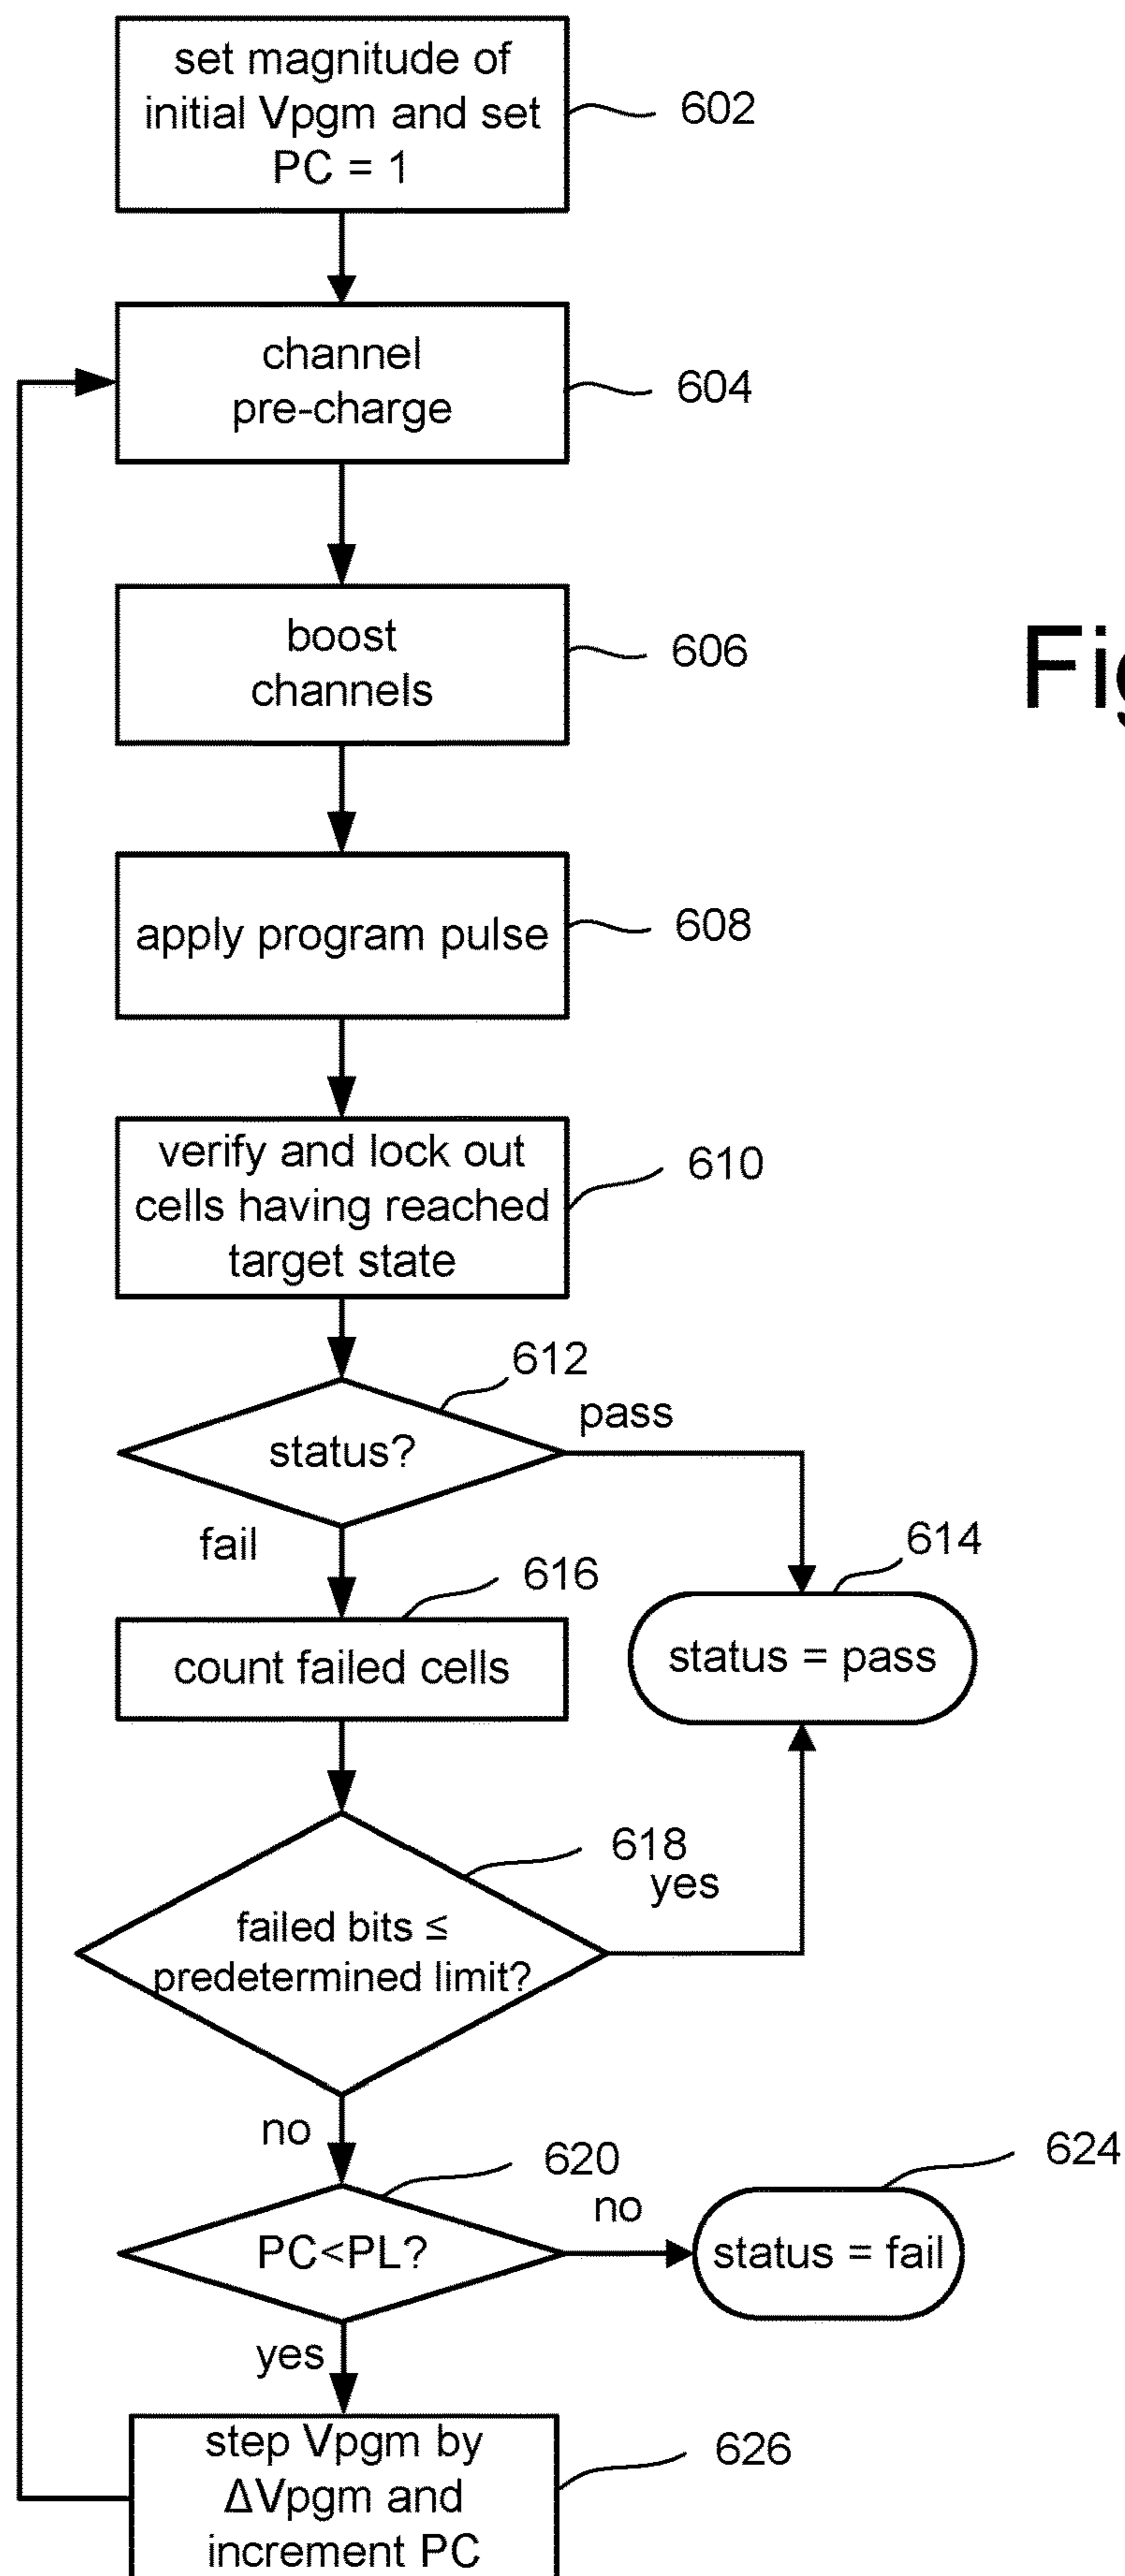 set magnitude of
initial Vpgm and set
PC = 1
602
channel
pre-charge
604
boost
channels
606
Fig
apply program pulse
608
verify and lock out
cells having reached
target state
610
612
status?
pass
fail
614
status = pass
616
count failed cells
618
yes
failed bits ≤
predetermined limit?
no
620
624
PC<PL?
no
status = fail
yes
step Vpgm by
ΔVpgm and
increment PC
626